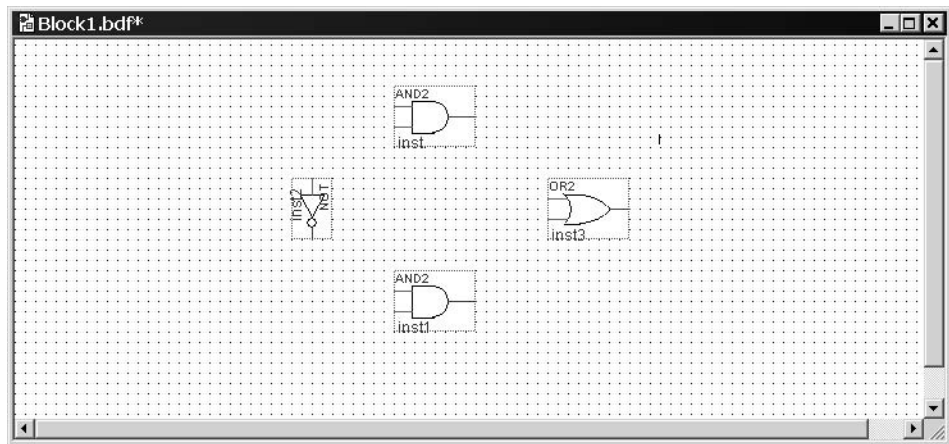 Block1.bdf*
AND2
inst
NOT
inst2
OR2
inst3
AND2
inst1